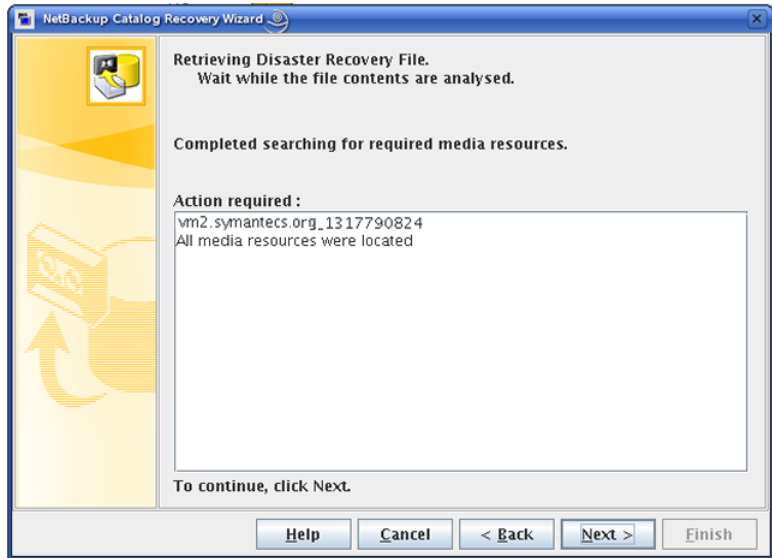 NetBackup Catalog Recovery Wizard
Retrieving Disaster Recovery File.
Wait while the file contents are analysed.
Completed searching for required media resources.
Action required :
vm2.symantecs.org_1317790824
All media resources were located
To continue, click Next.
Help Cancel < Back Next > Finish